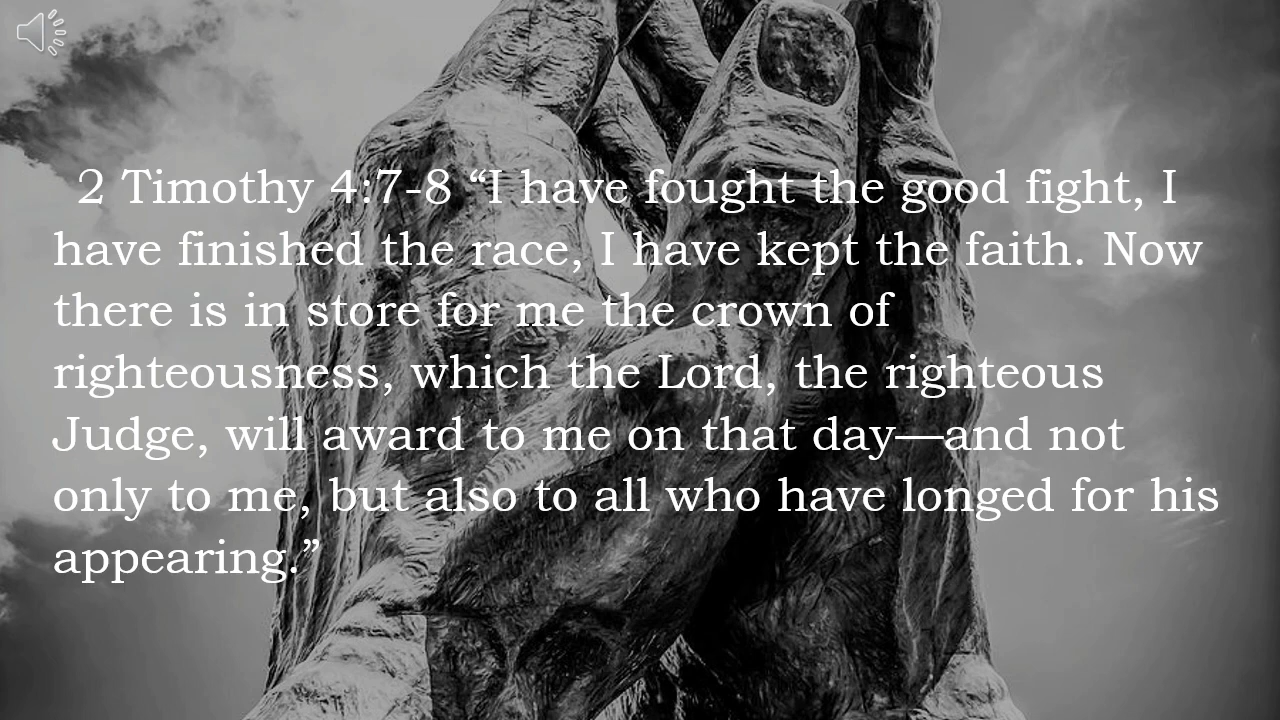 2 Timothy 4:7-8 “I have fought the good fight, I
have finished the race, I have kept the faith. Now
there is in store for me the crown of
righteousness, which the Lord, the righteous
Judge, will award to me on that day—and not
only to me, but also to all who have longed for his
appearing.”